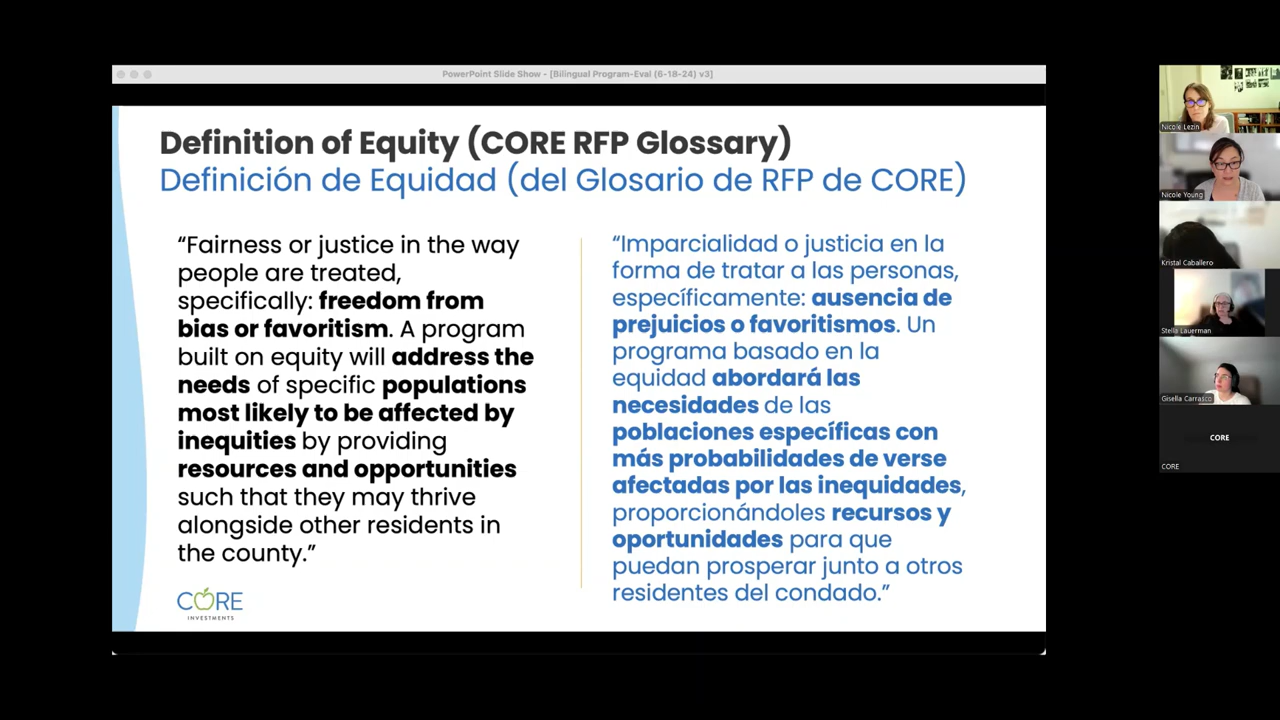 PowerPoint Slide Show - [Bilingual Program-Eval (6-18-24) v3]
Definition of Equity (CORE RFP Glossary)
Definición de Equidad (del Glosario de RFP de CORE)
“Fairness or justice in the way
people are treated,
specifically: freedom from
bias or favoritism. A program
built on equity will address the
needs of specific populations
most likely to be affected by
inequities by providing
resources and opportunities
such that they may thrive
alongside other residents in
the county.”
“Imparcialidad o justicia en la
forma de tratar a las personas,
específicamente: ausencia de
prejuicios o favoritismos. Un
programa basado en la
equidad abordará las
necesidades de las
poblaciones específicas con
más probabilidades de verse
afectadas por las inequidades,
proporcionándoles recursos y
oportunidades para que
puedan prosperar junto a otros
residentes del condado.”
CORE
INVESTMENTS
Nicole Lezin
Nicole Young
Kristal Caballero
Stella Lauerman
Gisella Carrasco
CORE
CORE